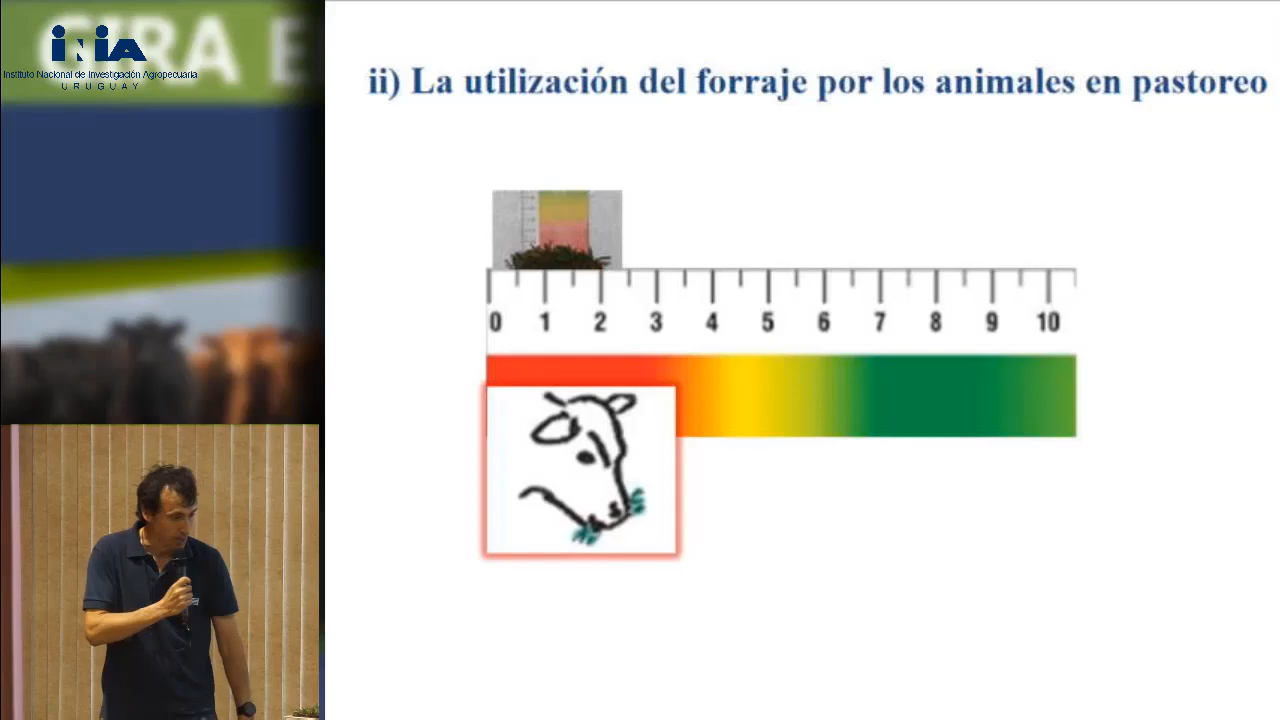 GIRA E
INIA
Instituto Nacional de Investigación Agropecuaria
URUGUAY
ii) La utilización del forraje por los animales en pastoreo
0 1 2 3 4 5 6 7 8 9 10